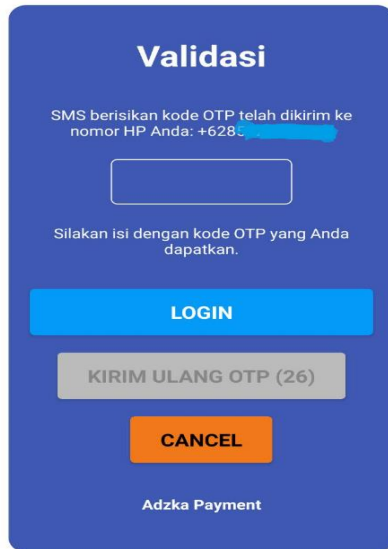 Validasi
SMS berisikan kode OTP telah dikirim ke
nomor HP Anda: +628
Silakan isi dengan kode OTP yang Anda
dapatkan.
LOGIN
KIRIM ULANG OTP (26)
CANCEL
Adzka Payment